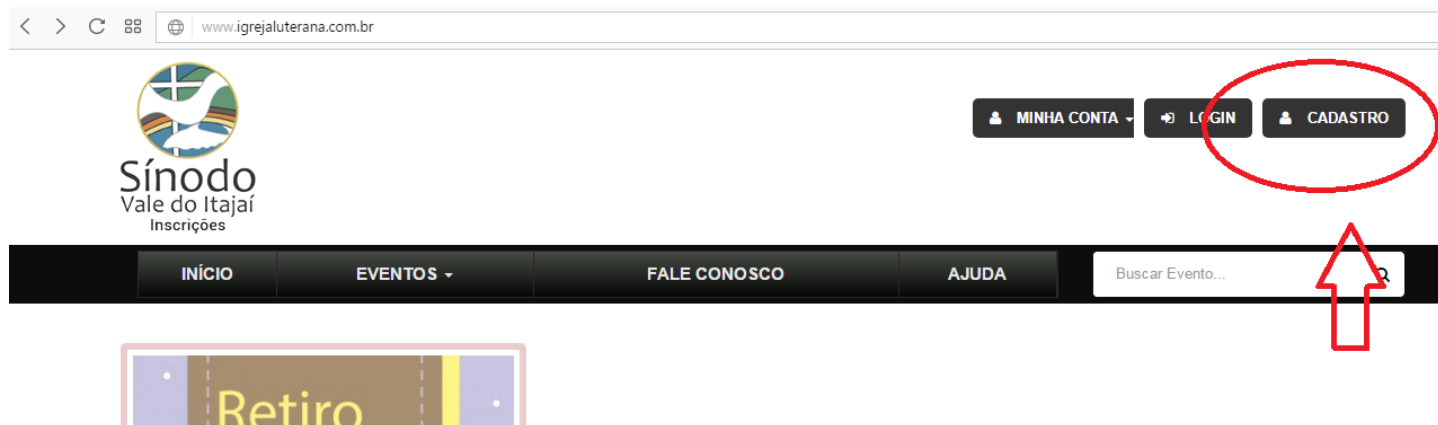 www.igrejaluterana.com.br
MINHA CONTA
LOGIN
CADASTRO
Sínodo
Vale do Itajaí
Inscrições
INÍCIO
EVENTOS
FALE CONOSCO
AJUDA
Buscar Evento...
Retiro